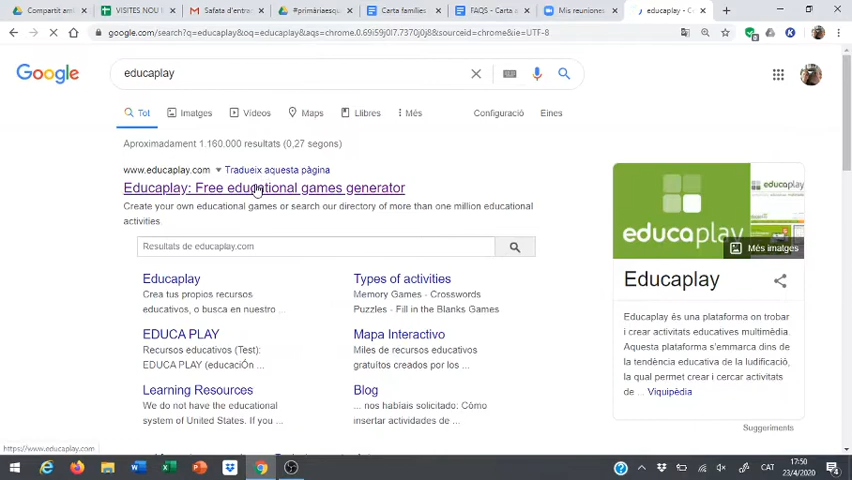 Compartit am
VISITES NOU
Safata d'entra
#primàriaesqu
Carta famílies
FAQS - Carta a
Mis reuniones
educaplay - C
google.com/search?q=educaplay&oq=educaplay&aqs=chrome.0.69i59j0l7.7370j0j8&sourceid=chrome&ie=UTF-8
Google
educaplay
Tot
Imatges
Vídeos
Maps
Llibres
Més
Configuració
Eines
Aproximadament 1.160.000 resultats (0,27 segons)
www.educaplay.com
Tradueix aquesta pàgina
Educaplay: Free educational games generator
Create your own educational games or search our directory of more than one million educational
activities.
Resultats de educaplay.com
Educaplay
Crea tus propios recursos
educativos, o busca en nuestro ...
Types of activities
Memory Games - Crosswords
Puzzles - Fill in the Blanks Games
EDUCA PLAY
Recursos educativos (Test):
EDUCA PLAY (educaciÓn ...
Mapa Interactivo
Miles de recursos educativos
gratuítos creados por los ...
Learning Resources
We do not have the educational
system of United States. If you ...
Blog
... nos habíais solicitado: Cómo
insertar actividades de ...
educaplay
educaplay
Més imatges
Educaplay
Educaplay és una plataforma on trobar
i crear activitats educatives multimèdia.
Aquesta plataforma s'emmarca dins de
la tendència educativa de la ludificació,
la qual permet crear i cercar activitats
de... Viquipèdia
Suggeriments
https://www.educaplay.com
CAT
17:50
23/4/2020
4